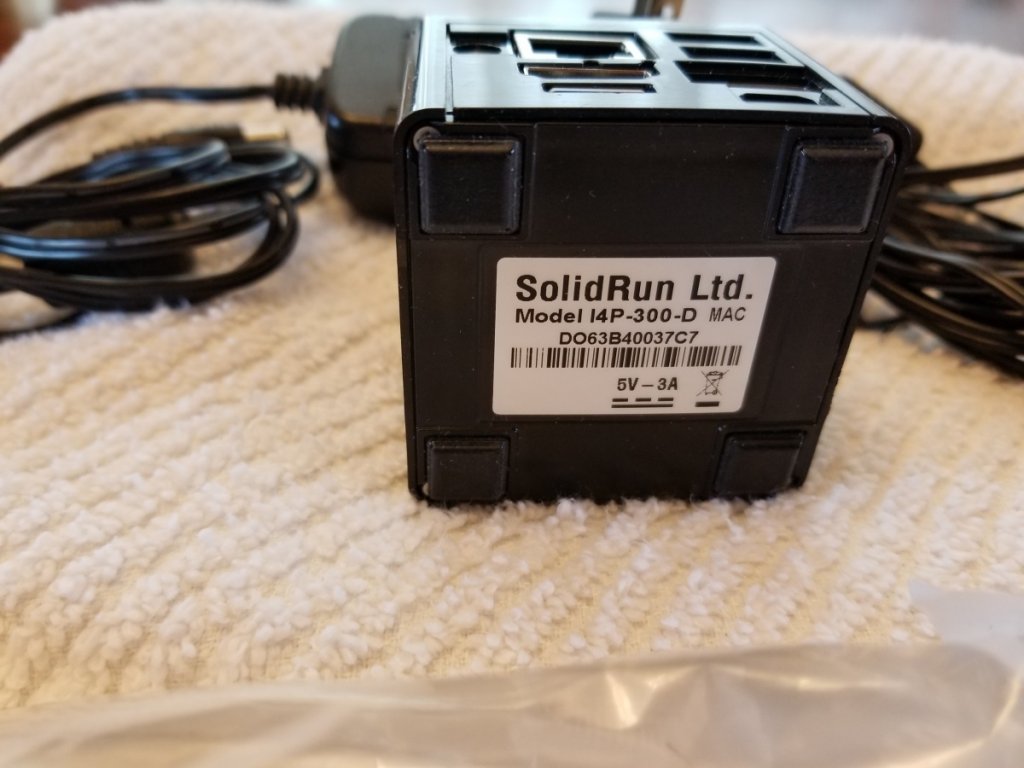 SolidRun Ltd.
Model I4P-300-D MAC
DO63B40037C7
5V – 3A